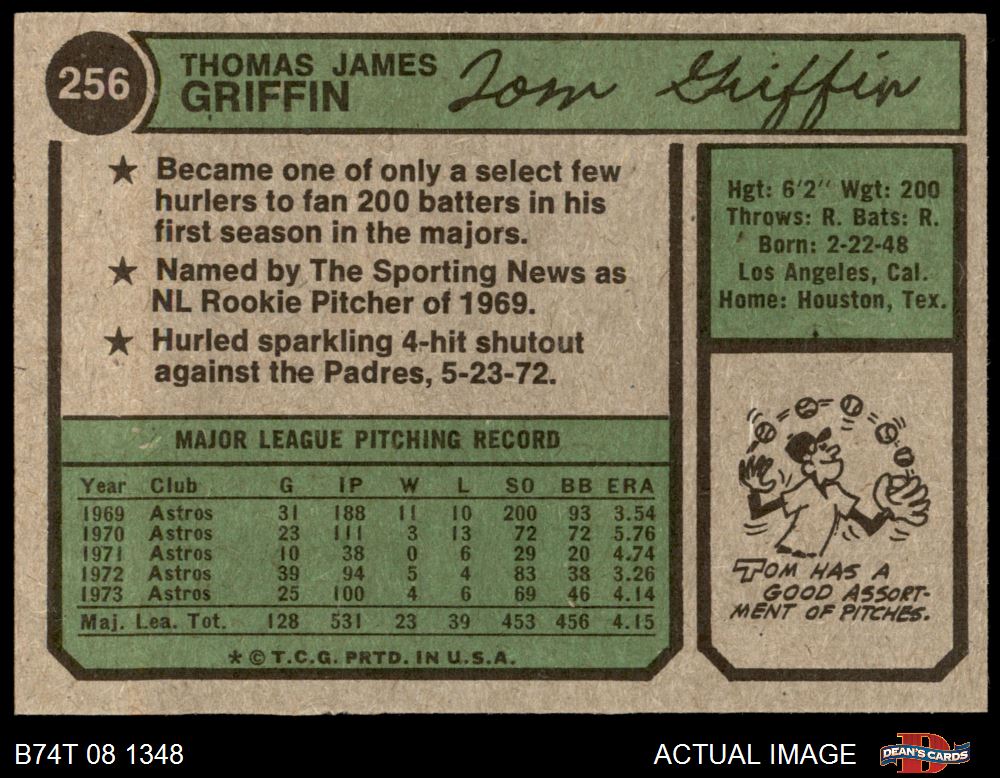 256
THOMAS JAMES
GRIFFIN
Tom Griffin
★ Became one of only a select few
hurlers to fan 200 batters in his
first season in the majors.
★ Named by The Sporting News as
NL Rookie Pitcher of 1969.
★ Hurled sparkling 4-hit shutout
against the Padres, 5-23-72.
Hgt: 6'2" Wgt: 200
Throws: R. Bats: R.
Born: 2-22-48
Los Angeles, Cal.
Home: Houston, Tex.
MAJOR LEAGUE PITCHING RECORD
Year Club G IP W L SO BB ERA
1969 Astros 31 188 11 10 200 93 3.54
1970 Astros 23 111 3 13 72 72 5.76
1971 Astros 10 38 0 6 29 20 4.74
1972 Astros 39 94 5 4 83 38 3.26
1973 Astros 25 100 4 6 69 46 4.14
Maj. Lea. Tot. 128 531 23 39 453 456 4.15
* © T.C.G. PRTD. IN U.S.A.
TOM HAS A
GOOD ASSORT-
MENT OF PITCHES.
B74T 08 1348
ACTUAL IMAGE
D
DEAN'S CARDS